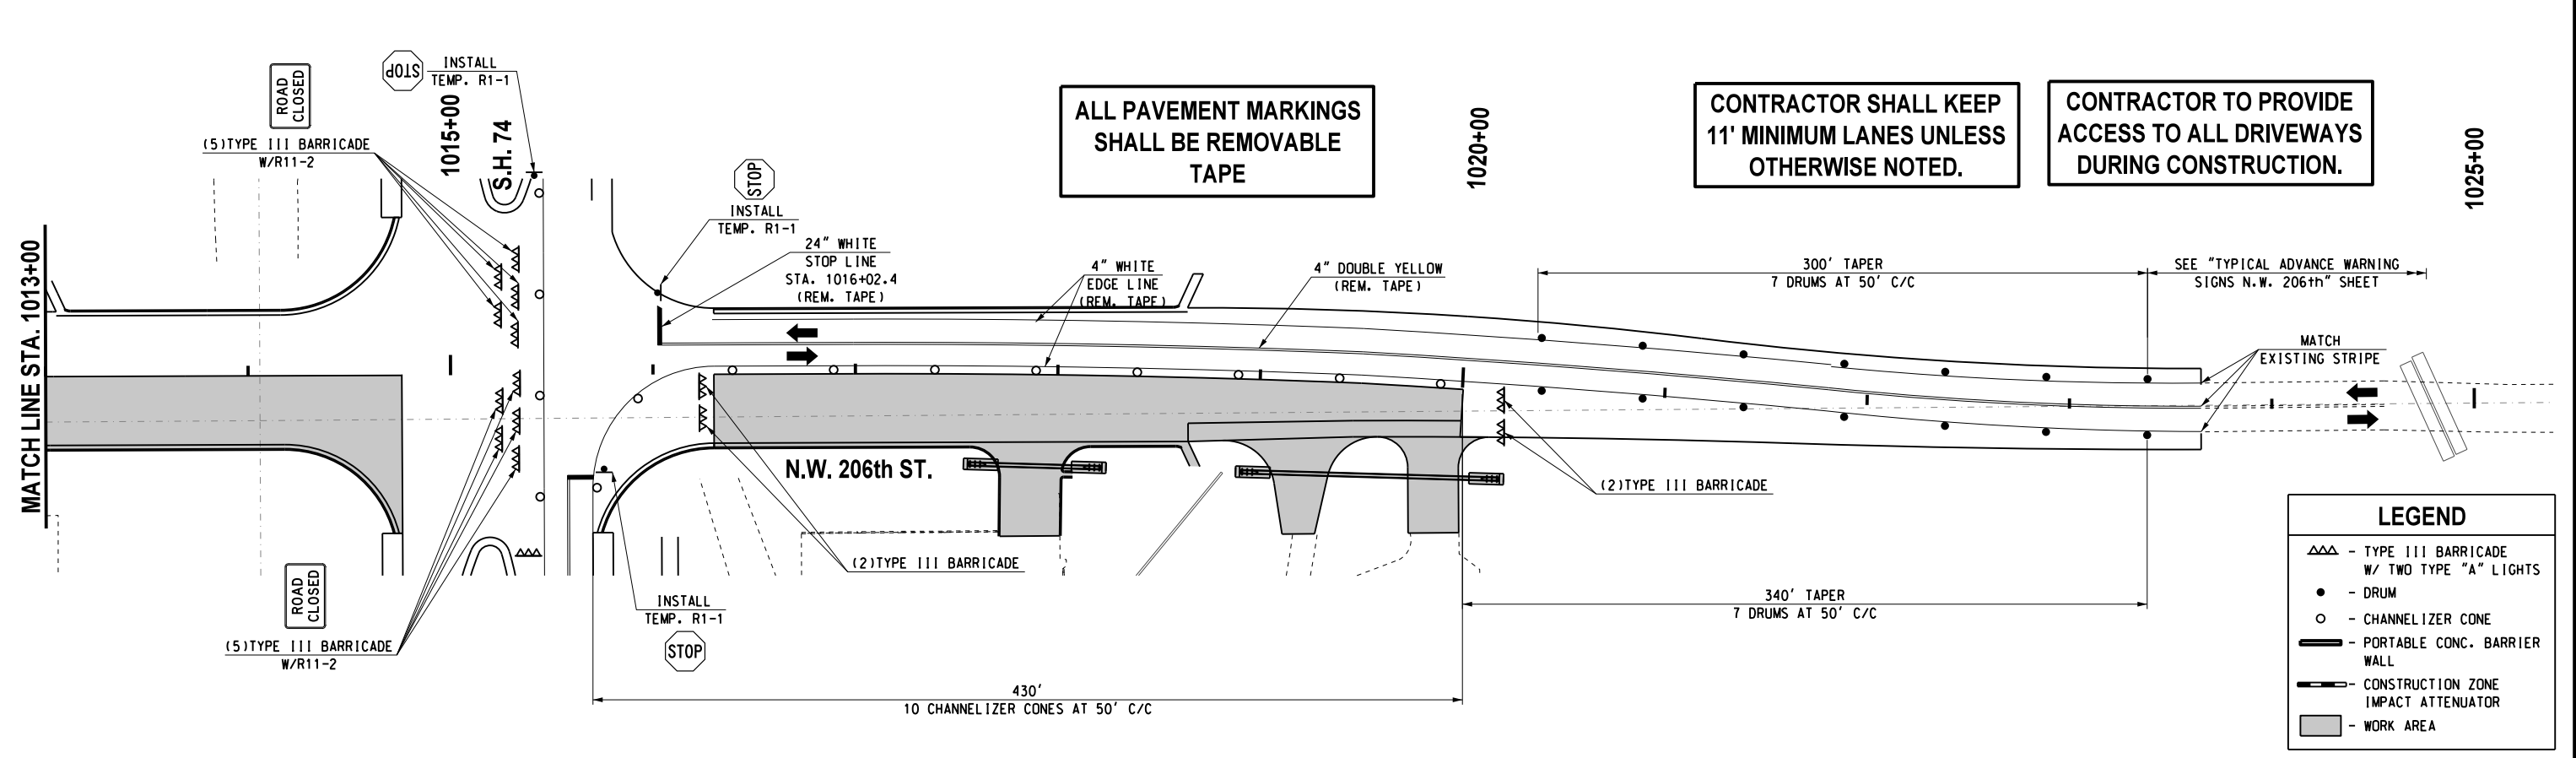 STOP
INSTALL
TEMP. R1-1
ROAD
CLOSED
(5)TYPE III BARRICADE
W/R11-2
1015+00
S.H. 74
STOP
INSTALL
TEMP. R1-1
24" WHITE
STOP LINE
STA. 1016+02.4
(REM. TAPE)
ALL PAVEMENT MARKINGS
SHALL BE REMOVABLE
TAPE
4" WHITE
EDGE LINE
(REM. TAPE)
4" DOUBLE YELLOW
(REM. TAPE)
1020+00
CONTRACTOR SHALL KEEP
11' MINIMUM LANES UNLESS
OTHERWISE NOTED.
CONTRACTOR TO PROVIDE
ACCESS TO ALL DRIVEWAYS
DURING CONSTRUCTION.
1025+00
300' TAPER
7 DRUMS AT 50' C/C
SEE "TYPICAL ADVANCE WARNING
SIGNS N.W. 206th" SHEET
MATCH
EXISTING STRIPE
MATCH LINE STA. 1013+00
N.W. 206th ST.
(2)TYPE III BARRICADE
(2)TYPE III BARRICADE
ROAD
CLOSED
(5)TYPE III BARRICADE
W/R11-2
INSTALL
TEMP. R1-1
STOP
340' TAPER
7 DRUMS AT 50' C/C
430'
10 CHANNELIZER CONES AT 50' C/C
LEGEND
- TYPE III BARRICADE
W/ TWO TYPE "A" LIGHTS
- DRUM
- CHANNELIZER CONE
- PORTABLE CONC. BARRIER
WALL
- CONSTRUCTION ZONE
IMPACT ATTENUATOR
- WORK AREA